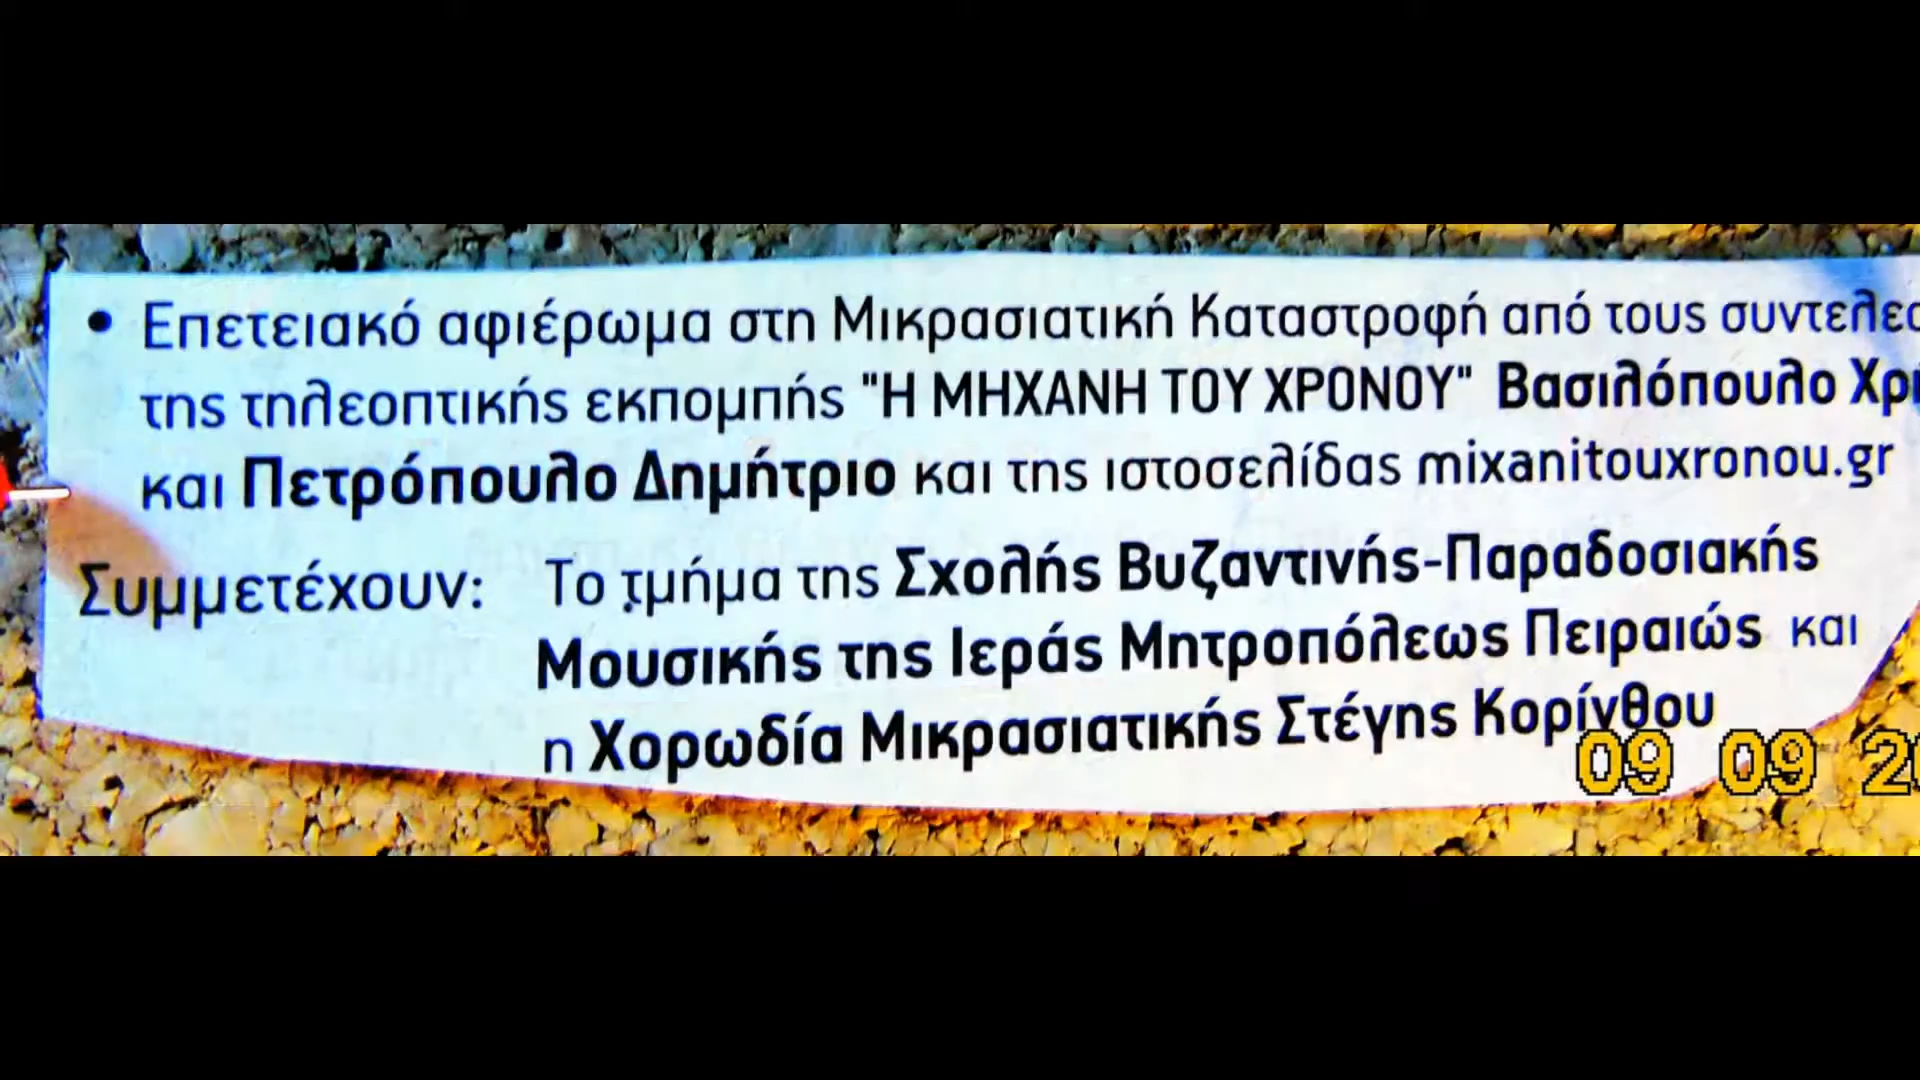 • Επετειακό αφιέρωμα στη Μικρασιατική Καταστροφή από τους
της τηλεοπτικής εκπομπής "Η ΜΗΧΑΝΗ ΤΟΥ ΧΡΟΝΟΥ" Βασιλόπουλο
και Πετρόπουλο Δημήτριο και της ιστοσελίδας mixanitouxronou.gr
Συμμετέχουν: Το τμήμα της Σχολής Βυζαντινής-Παραδοσιακής
Μουσικής της Ιεράς Μητροπόλεως Πειραιώς και
η Χορωδία Μικρασιατικής Στέγης Κορίνθου
09 09